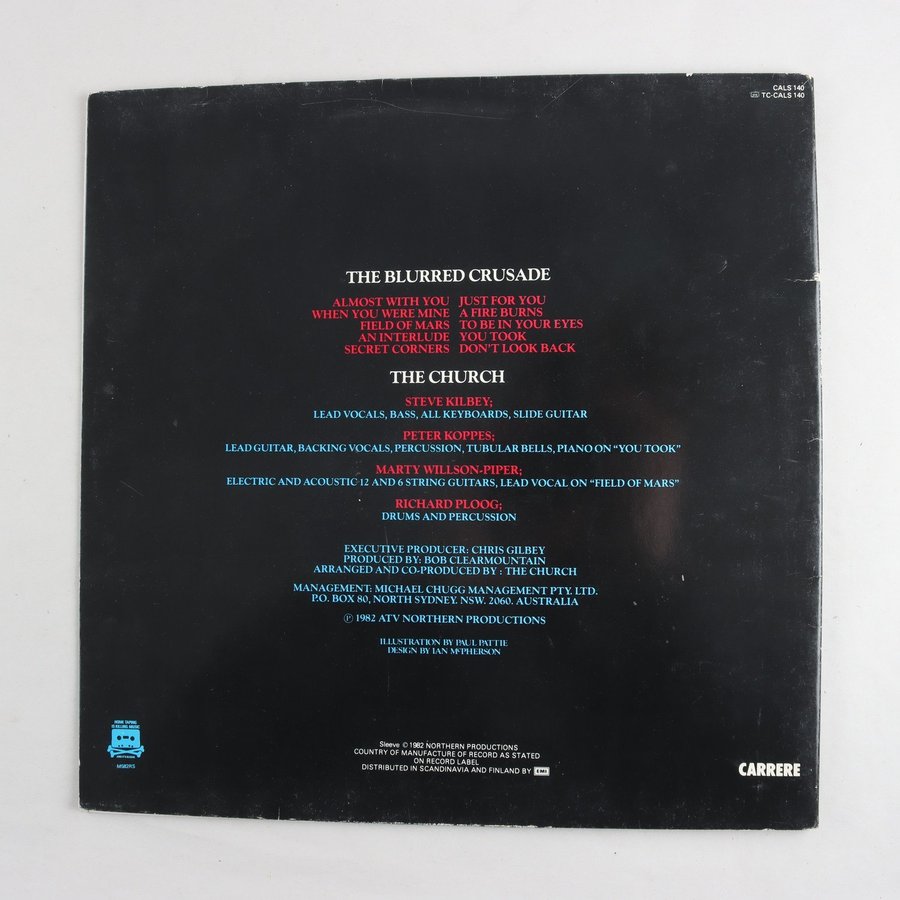 CALS 140
TC-CALS 140
THE BLURRED CRUSADE
ALMOST WITH YOU JUST FOR YOU
WHEN YOU WERE MINE A FIRE BURNS
FIELD OF MARS TO BE IN YOUR EYES
AN INTERLUDE YOU TOOK
SECRET CORNERS DON'T LOOK BACK
THE CHURCH
STEVE KILBEY;
LEAD VOCALS, BASS, ALL KEYBOARDS, SLIDE GUITAR
PETER KOPPES;
LEAD GUITAR, BACKING VOCALS, PERCUSSION, TUBULAR BELLS, PIANO ON “YOU TOOK”
MARTY WILLSON-PIPER;
ELECTRIC AND ACOUSTIC 12 AND 6 STRING GUITARS, LEAD VOCAL ON “FIELD OF MARS”
RICHARD PLOOG;
DRUMS AND PERCUSSION
EXECUTIVE PRODUCER: CHRIS GILBEY
PRODUCED BY: BOB CLEARMOUNTAIN
ARRANGED AND CO-PRODUCED BY : THE CHURCH
MANAGEMENT: MICHAEL CHUGG MANAGEMENT PTY. LTD.
P.O. BOX 80, NORTH SYDNEY. NSW. 2060. AUSTRALIA
℗ 1982 ATV NORTHERN PRODUCTIONS
ILLUSTRATION BY PAUL PATTIE
DESIGN BY IAN McPHERSON
HOME TAPING
IS KILLING MUSIC
Sleeve © 1982 NORTHERN PRODUCTIONS
COUNTRY OF MANUFACTURE OF RECORD AS STATED
ON RECORD LABEL
DISTRIBUTED IN SCANDINAVIA AND FINLAND BY EMI
CARRERE